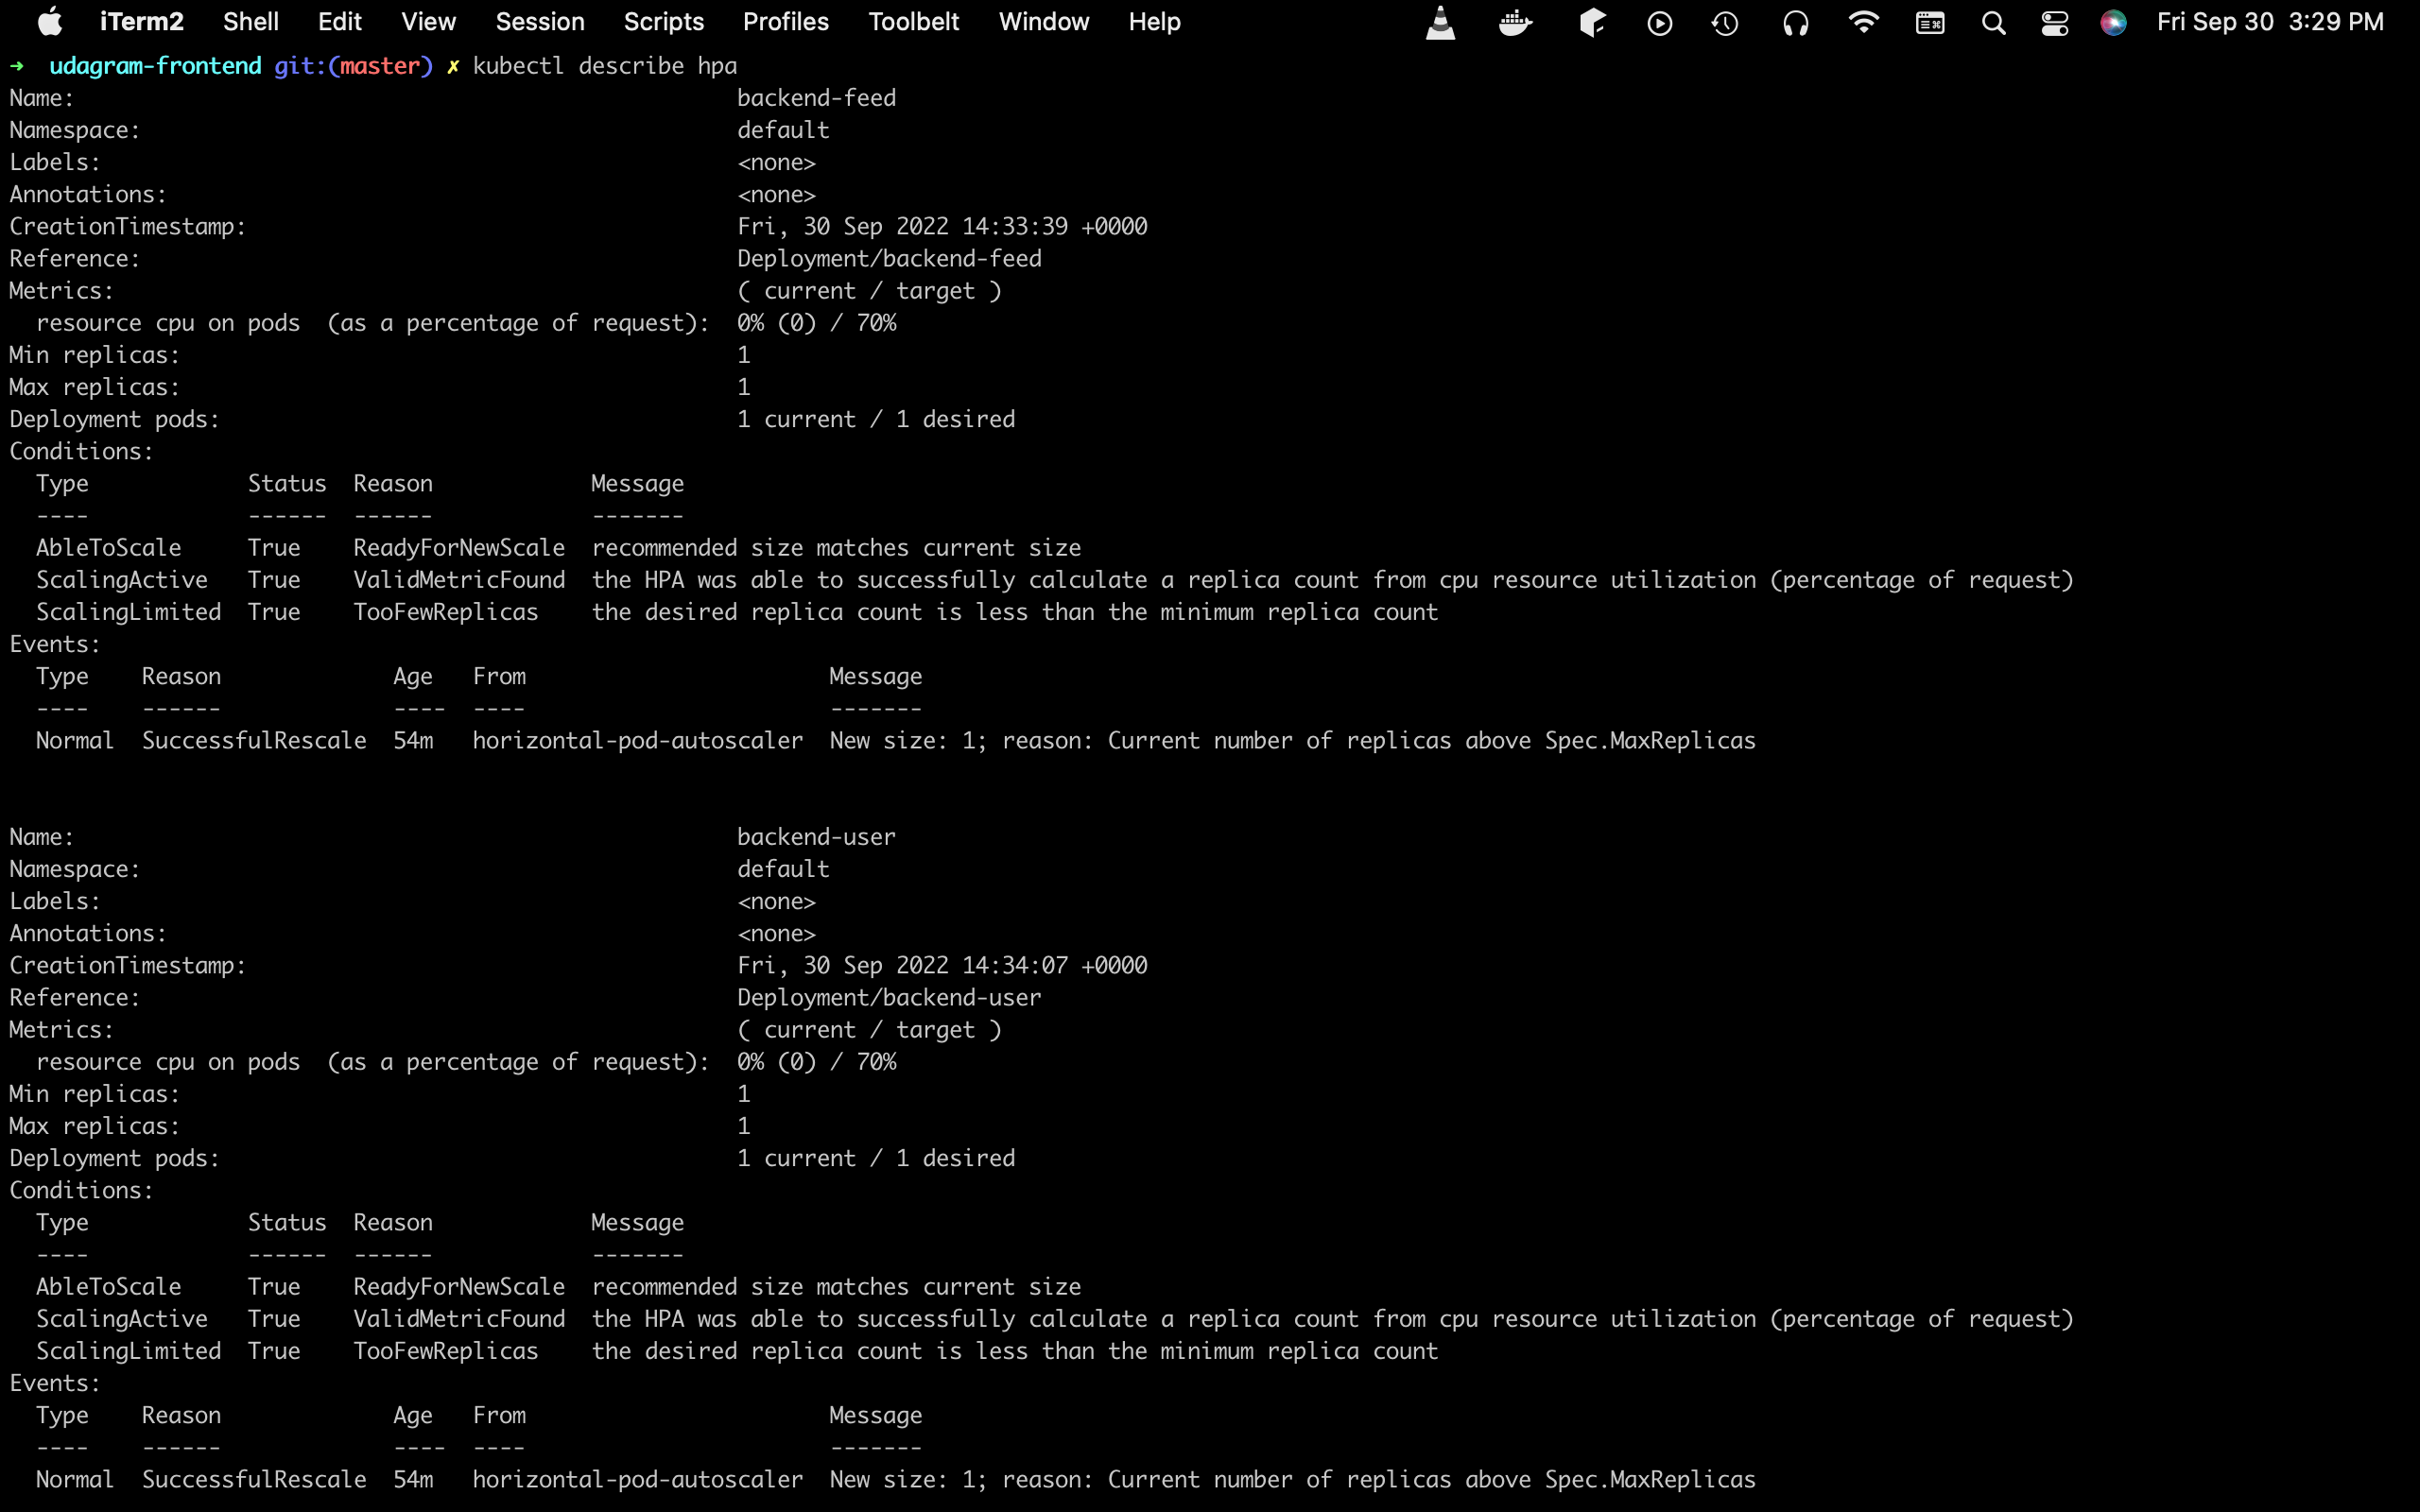 iTerm2 Shell Edit View Session Scripts Profiles Toolbelt Window Help Fri Sep 30 3:29 PM
➜ udagram-frontend git:(master) ✗ kubectl describe hpa
Name: backend-feed
Namespace: default
Labels: <none>
Annotations: <none>
CreationTimestamp: Fri, 30 Sep 2022 14:33:39 +0000
Reference: Deployment/backend-feed
Metrics: ( current / target )
resource cpu on pods (as a percentage of request): 0% (0) / 70%
Min replicas: 1
Max replicas: 1
Deployment pods: 1 current / 1 desired
Conditions:
Type Status Reason Message
---- ------ ------ -------
AbleToScale True ReadyForNewScale recommended size matches current size
ScalingActive True ValidMetricFound the HPA was able to successfully calculate a replica count from cpu resource utilization (percentage of request)
ScalingLimited True TooFewReplicas the desired replica count is less than the minimum replica count
Events:
Type Reason Age From Message
---- ------ ---- ---- -------
Normal SuccessfulRescale 54m horizontal-pod-autoscaler New size: 1; reason: Current number of replicas above Spec.MaxReplicas
Name: backend-user
Namespace: default
Labels: <none>
Annotations: <none>
CreationTimestamp: Fri, 30 Sep 2022 14:34:07 +0000
Reference: Deployment/backend-user
Metrics: ( current / target )
resource cpu on pods (as a percentage of request): 0% (0) / 70%
Min replicas: 1
Max replicas: 1
Deployment pods: 1 current / 1 desired
Conditions:
Type Status Reason Message
---- ------ ------ -------
AbleToScale True ReadyForNewScale recommended size matches current size
ScalingActive True ValidMetricFound the HPA was able to successfully calculate a replica count from cpu resource utilization (percentage of request)
ScalingLimited True TooFewReplicas the desired replica count is less than the minimum replica count
Events:
Type Reason Age From Message
---- ------ ---- ---- -------
Normal SuccessfulRescale 54m horizontal-pod-autoscaler New size: 1; reason: Current number of replicas above Spec.MaxReplicas